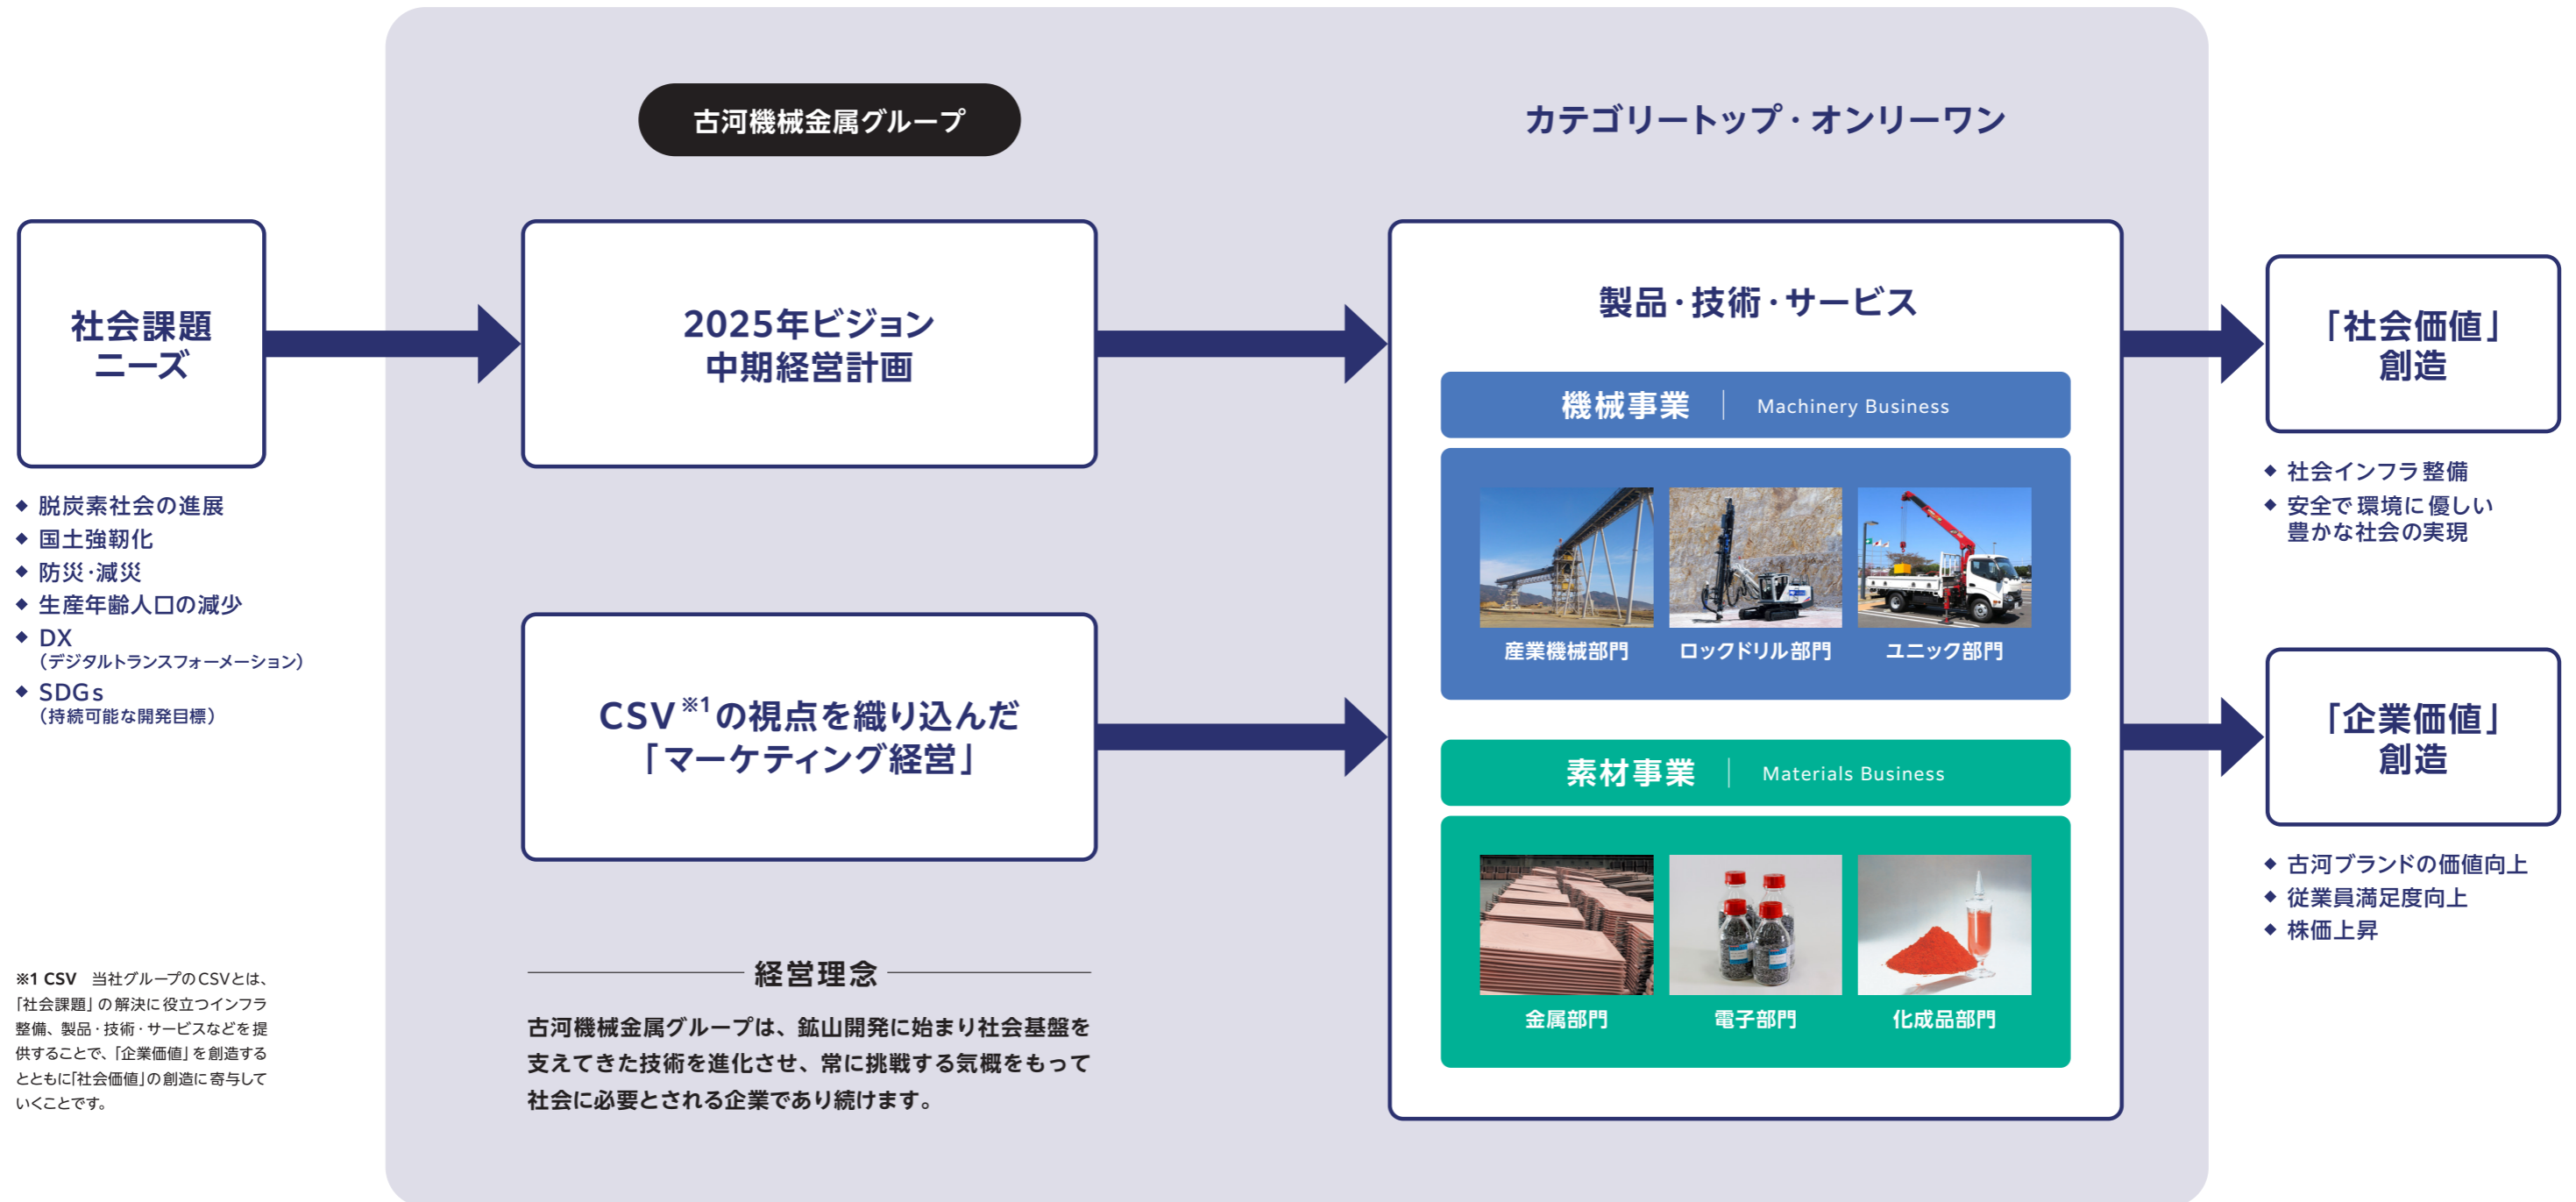 古河機械金属グループ
カテゴリートップ・オンリーワン
社会課題
ニーズ
◆ 脱炭素社会の進展
◆ 国土強靭化
◆ 防災・減災
◆ 生産年齢人口の減少
◆ DX
（デジタルトランスフォーメーション）
◆ SDGs
（持続可能な開発目標）
※1 CSV　当社グループのCSVとは、
「社会課題」の解決に役立つインフラ
整備、製品・技術・サービスなどを提
供することで、「企業価値」を創造する
とともに「社会価値」の創造に寄与して
いくことです。
2025年ビジョン
中期経営計画
CSV※1の視点を織り込んだ
「マーケティング経営」
経営理念
古河機械金属グループは、鉱山開発に始まり社会基盤を
支えてきた技術を進化させ、常に挑戦する気概をもって
社会に必要とされる企業であり続けます。
製品・技術・サービス
機械事業｜Machinery Business
産業機械部門 ロックドリル部門 ユニック部門
素材事業｜Materials Business
金属部門 電子部門 化成品部門
「社会価値」
創造
◆ 社会インフラ整備
◆ 安全で環境に優しい
豊かな社会の実現
「企業価値」
創造
◆ 古河ブランドの価値向上
◆ 従業員満足度向上
◆ 株価上昇